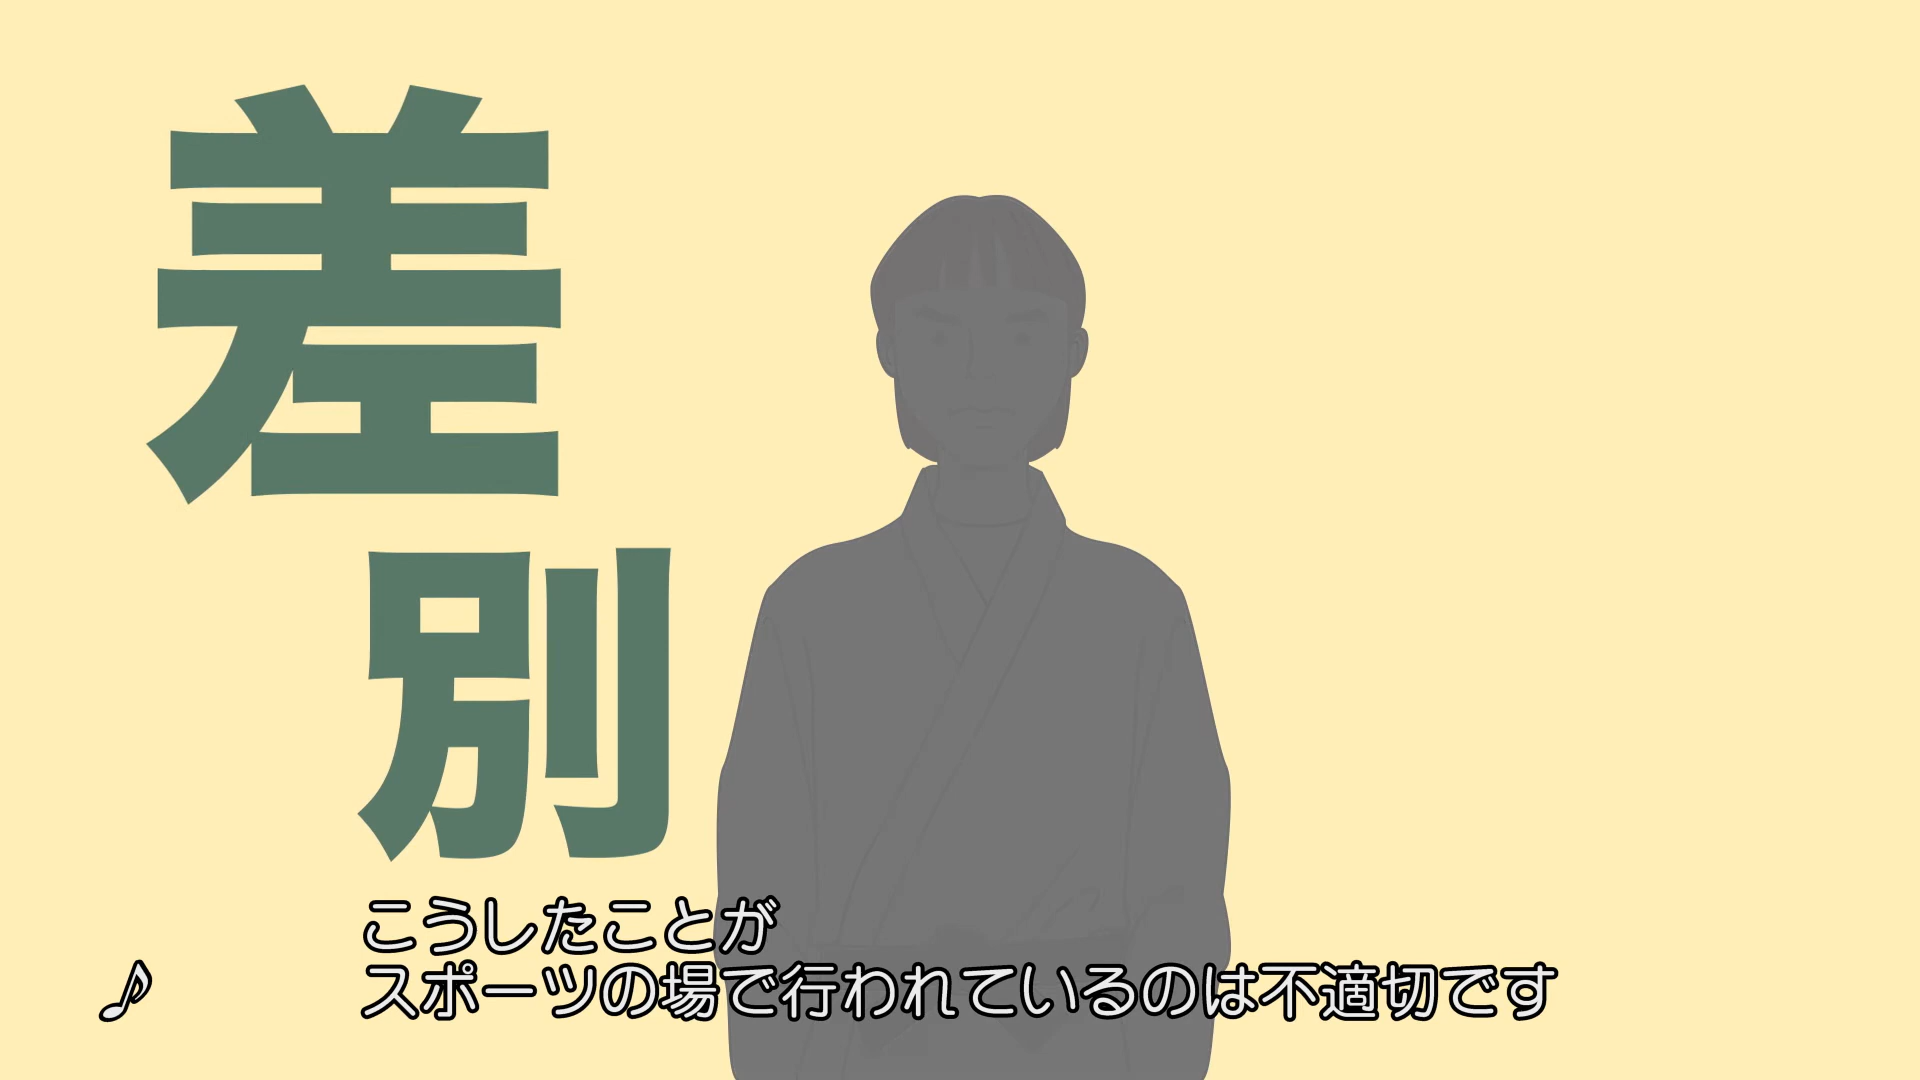 差別
こうしたことが
♪ スポーツの場で行われているのは不適切です